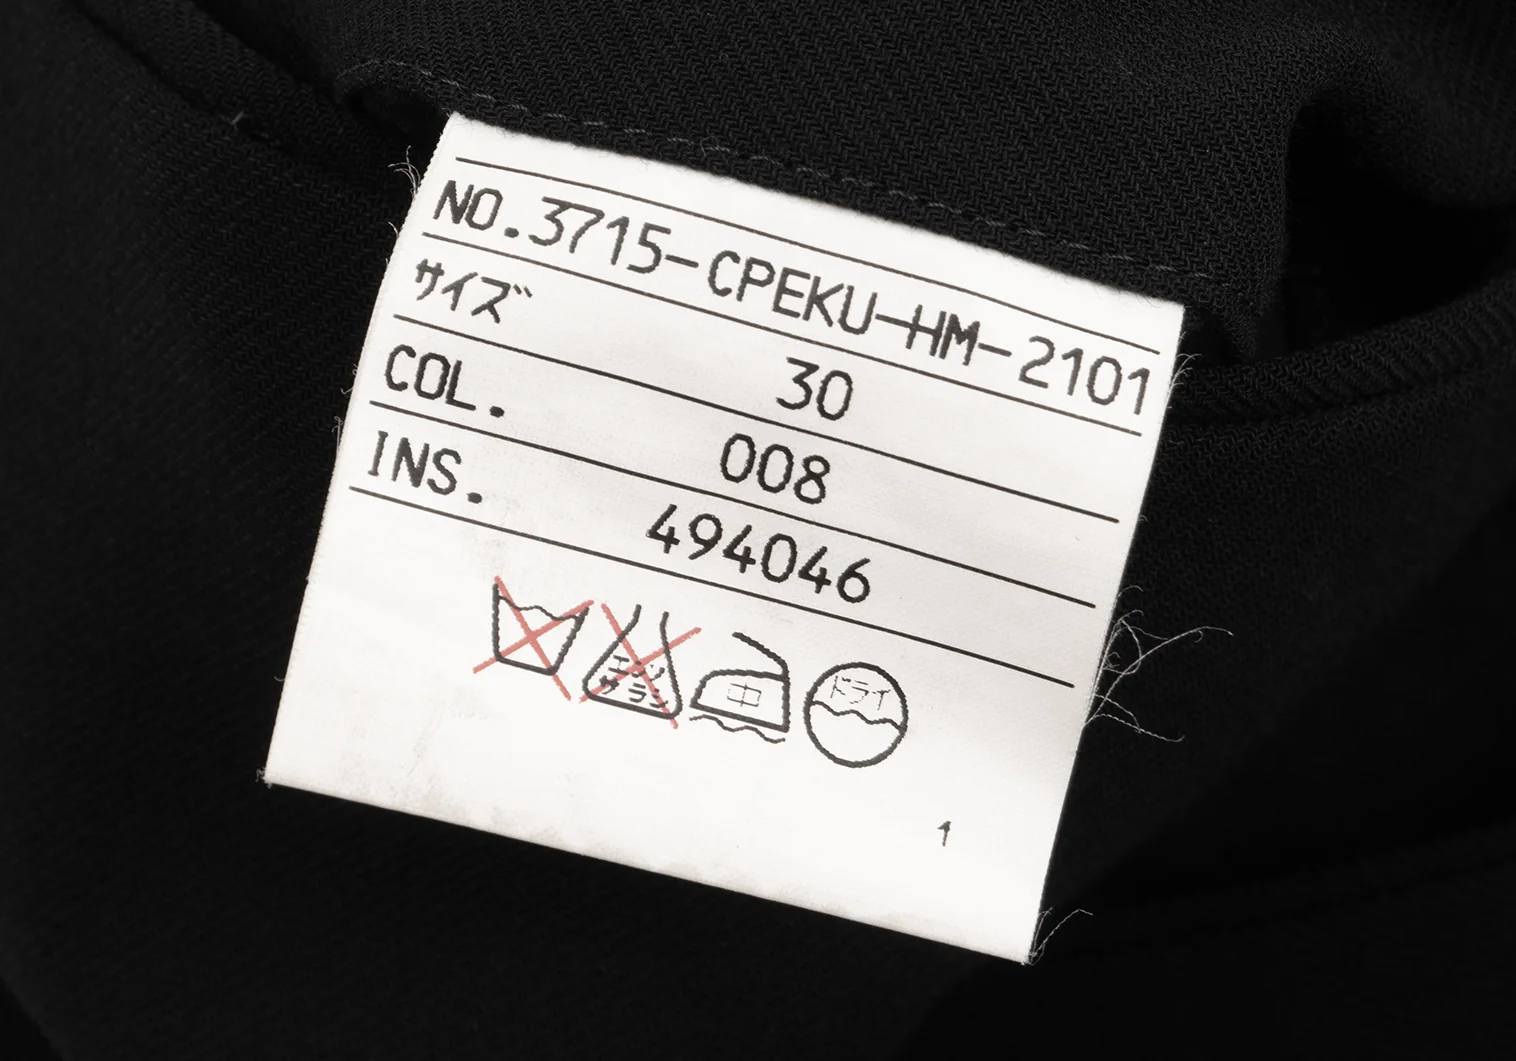 NO.3715-CPEKU-HM-2101
サイズ 30
COL. 008
INS. 494046
エンソ サラシ
中
ドライ
1